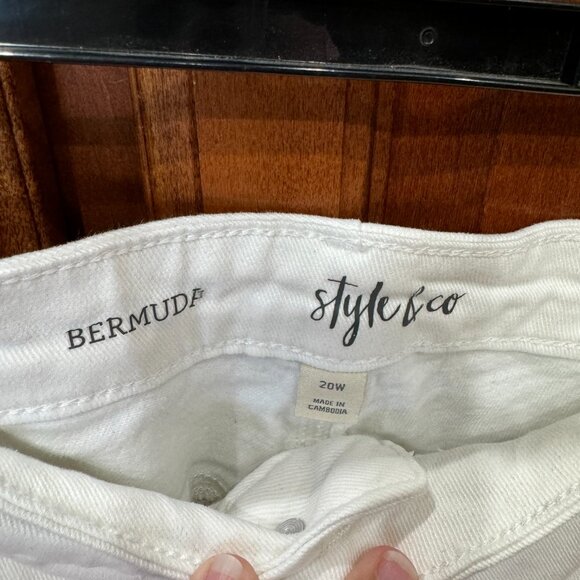 BERMUDA
style & co
20W
MADE IN
CAMBODIA